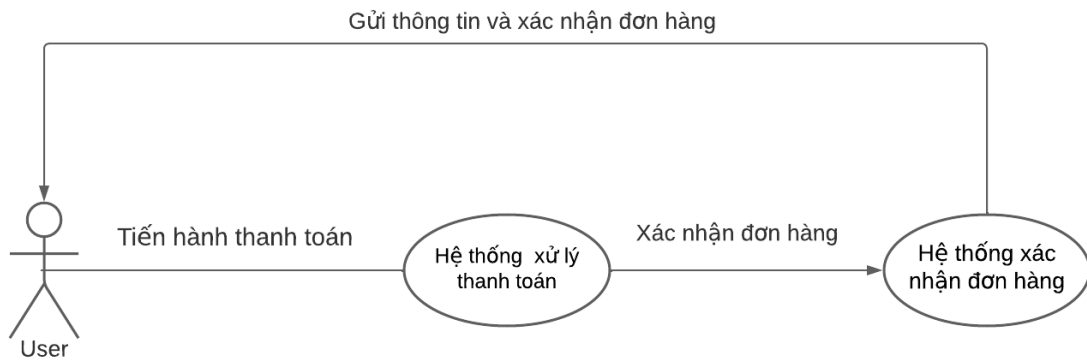 Gửi thông tin và xác nhận đơn hàng
Tiến hành thanh toán
Hệ thống xử lý
thanh toán
Xác nhận đơn hàng
Hệ thống xác
nhận đơn hàng
User